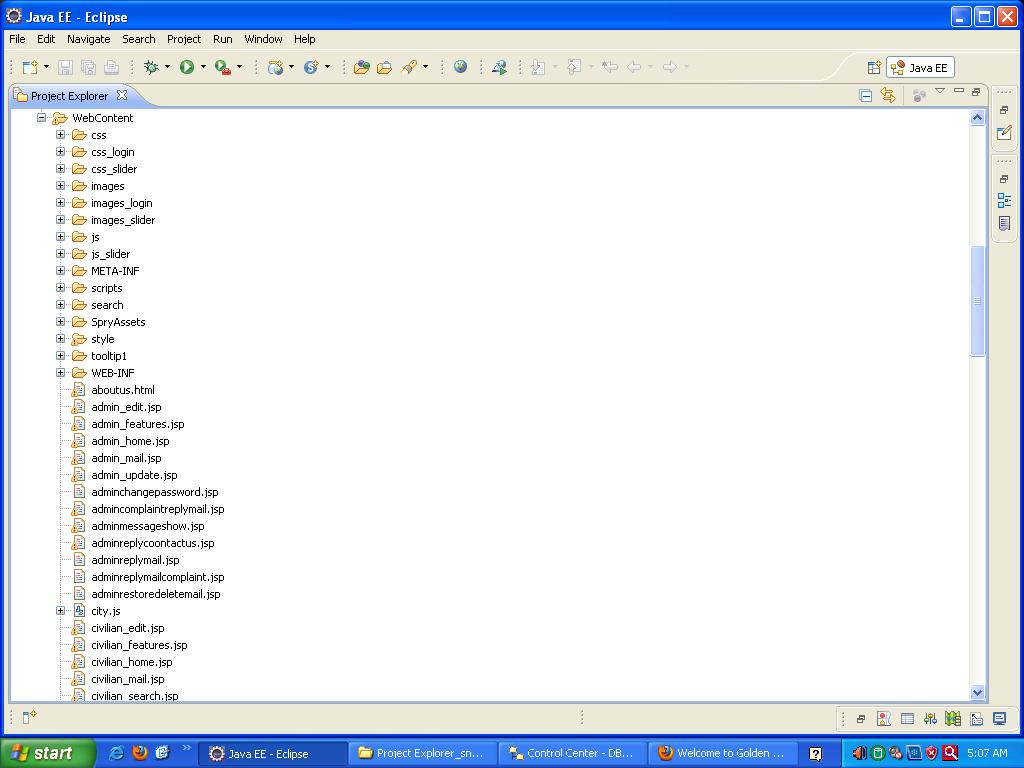 Java EE - Eclipse
File Edit Navigate Search Project Run Window Help
Java EE
Project Explorer
WebContent
css
css_login
css_slider
images
images_login
images_slider
js
js_slider
META-INF
scripts
search
SpryAssets
style
tooltip1
WEB-INF
aboutus.html
admin_edit.jsp
admin_features.jsp
admin_home.jsp
admin_mail.jsp
admin_update.jsp
adminchangepassword.jsp
admincomplaintreplymail.jsp
adminmessageshow.jsp
adminreplycoontactus.jsp
adminreplymail.jsp
adminreplymailcomplaint.jsp
adminrestoredeletemail.jsp
city.js
civilian_edit.jsp
civilian_features.jsp
civilian_home.jsp
civilian_mail.jsp
civilian_search.jsp
start Java EE - Eclipse Project Explorer_sn... Control Center - DB... Welcome to Golden ... 5:07 AM